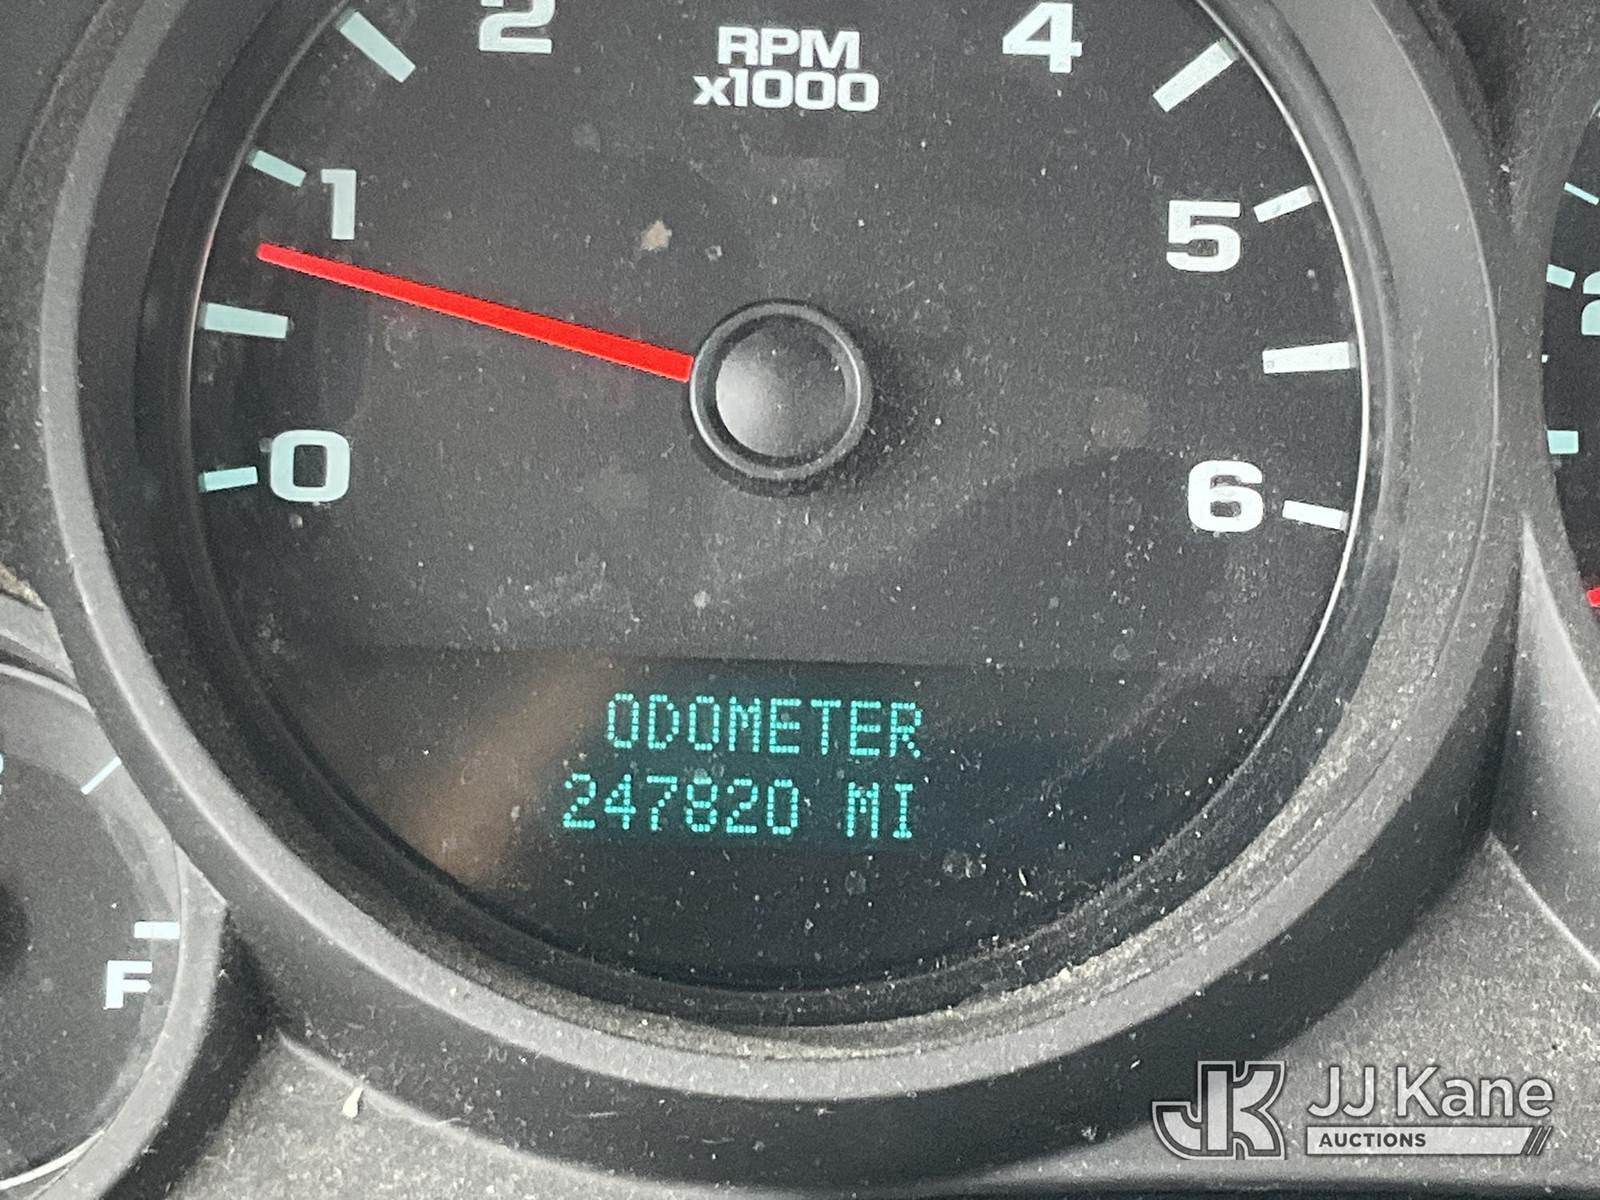 2
RPM
4
x1000
1
5
0
6
ODOMETER
247820 MI
F
JJ Kane
AUCTIONS